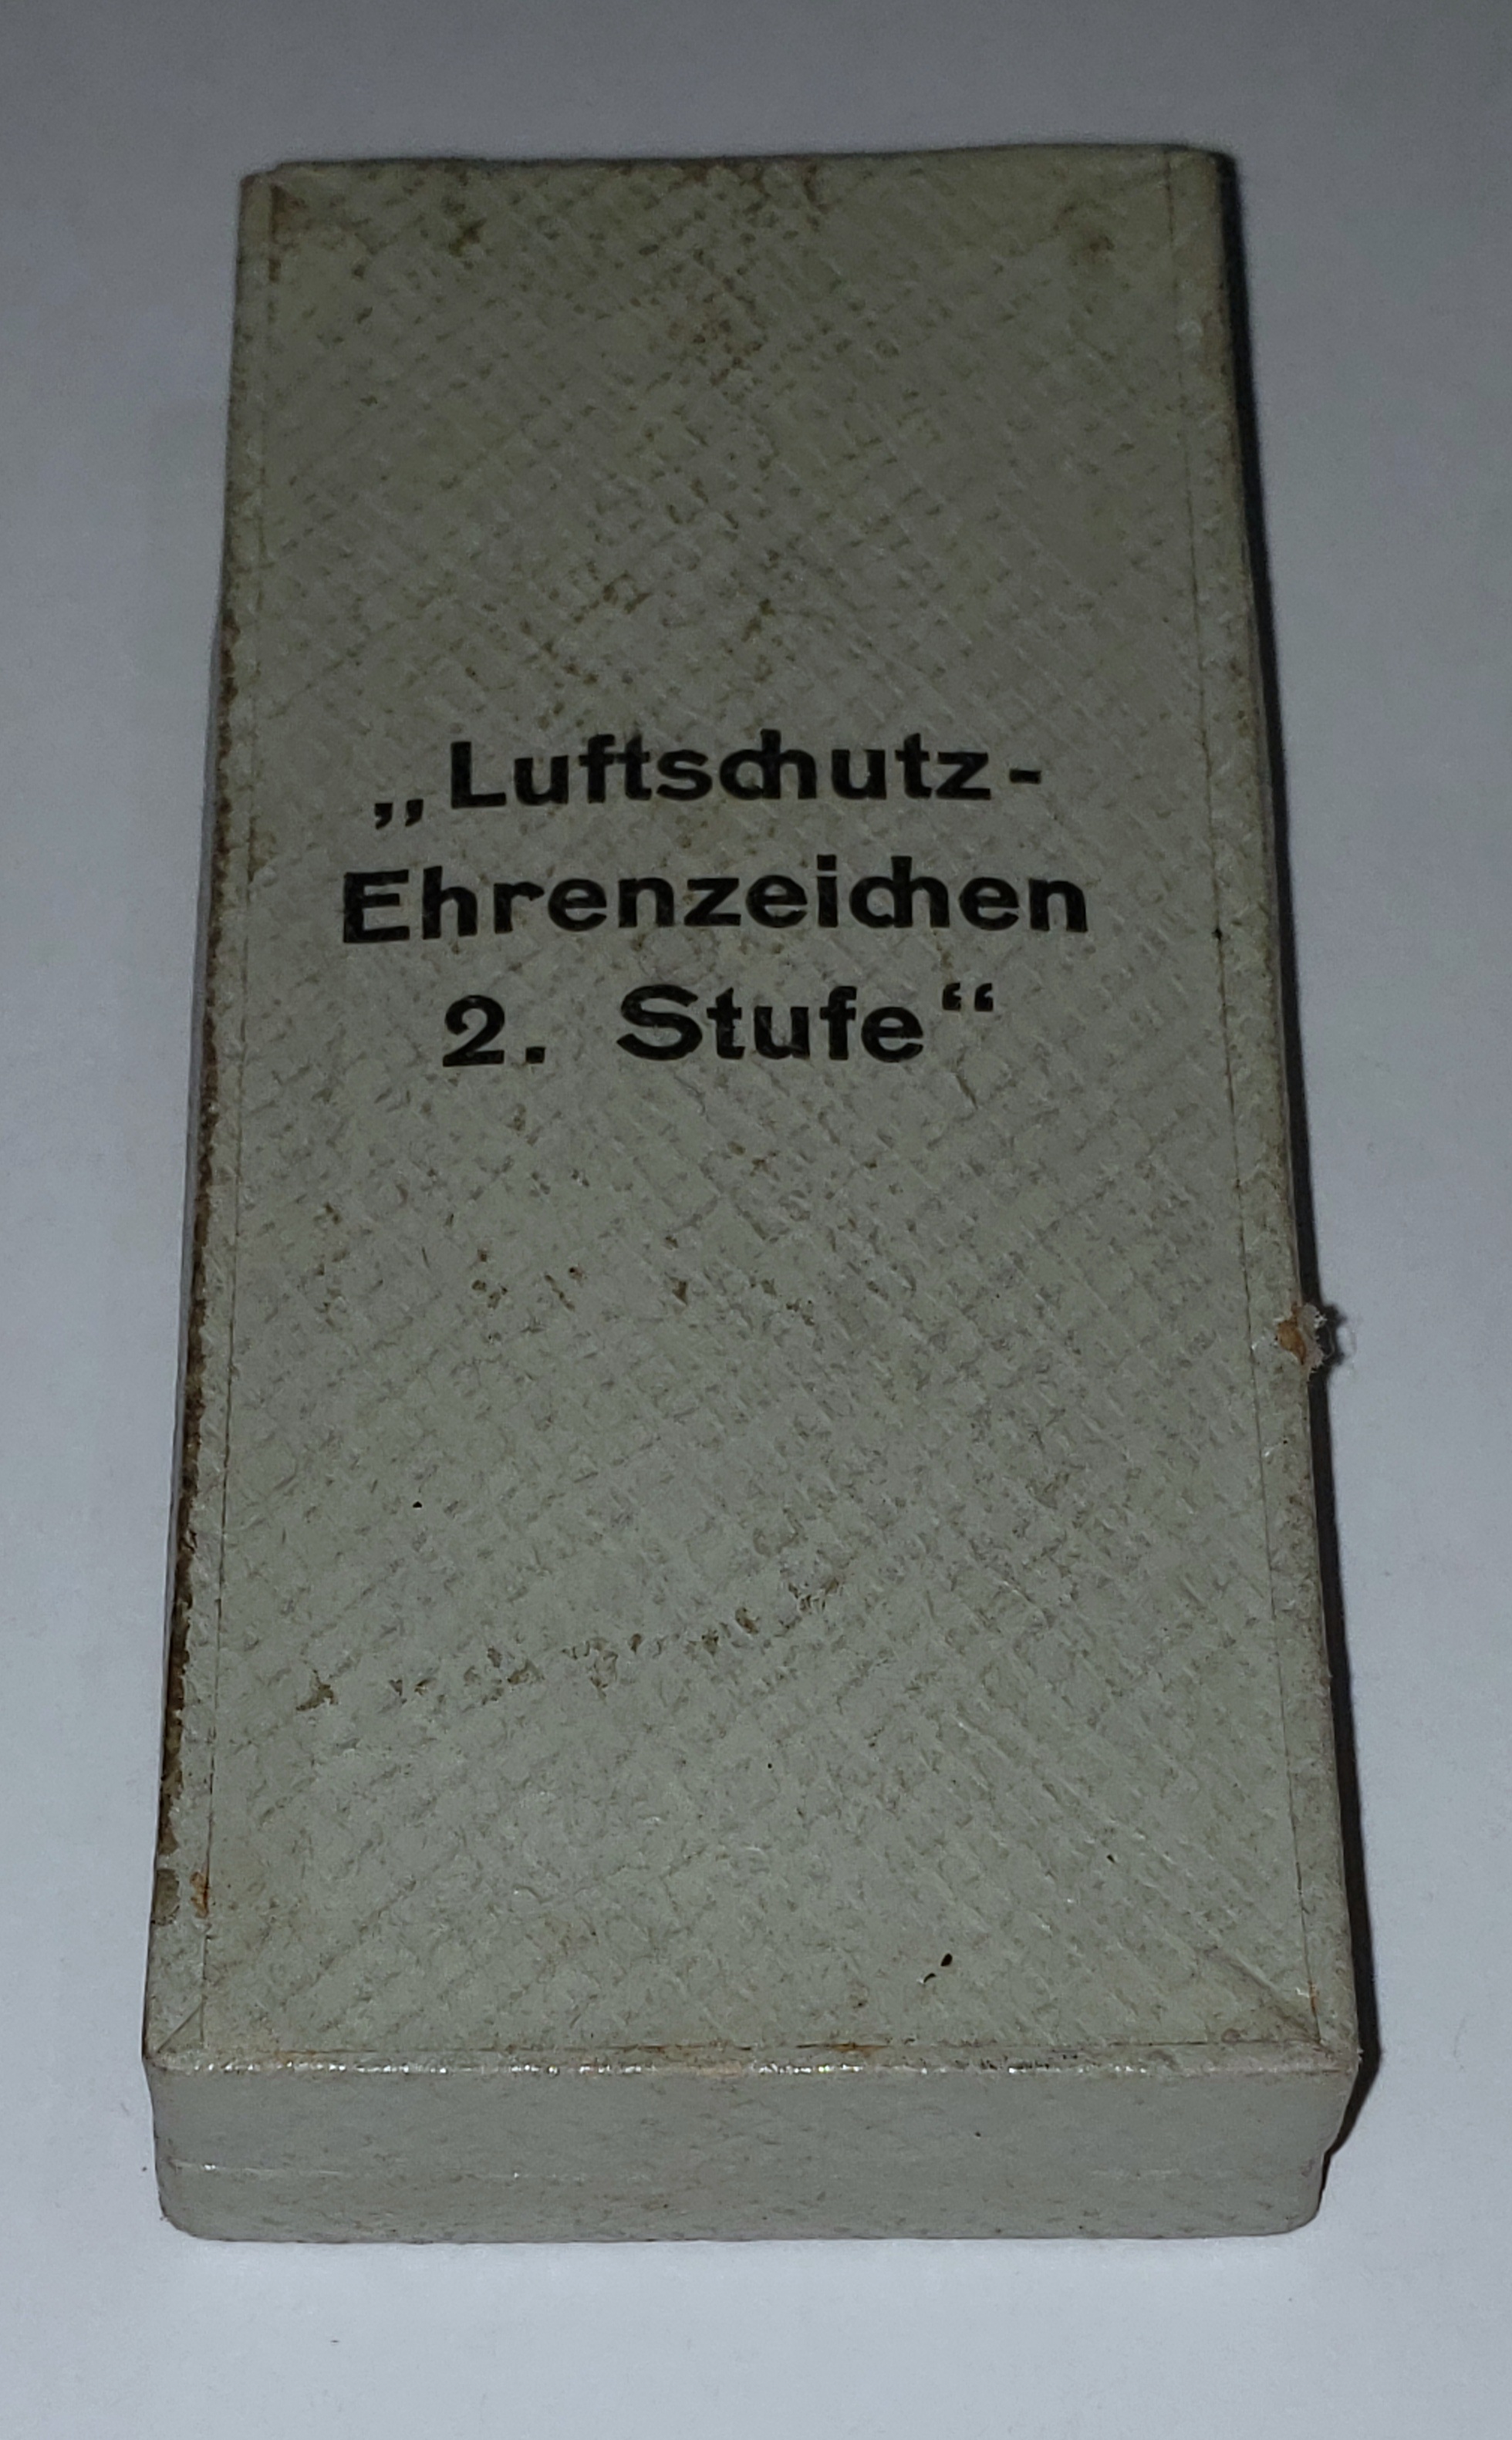 „Luftschutz-
Ehrenzeichen
2. Stufe“